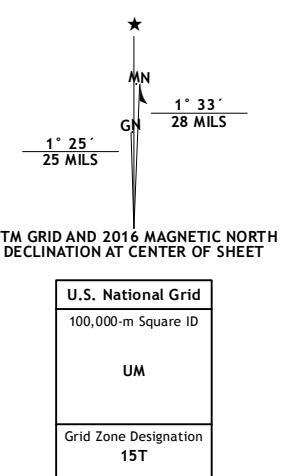 ★
MN
1° 33´
28 MILS
GN
1° 25´
25 MILS
TM GRID AND 2016 MAGNETIC NORTH
DECLINATION AT CENTER OF SHEET
U.S. National Grid
100,000-m Square ID
UM
Grid Zone Designation
15T